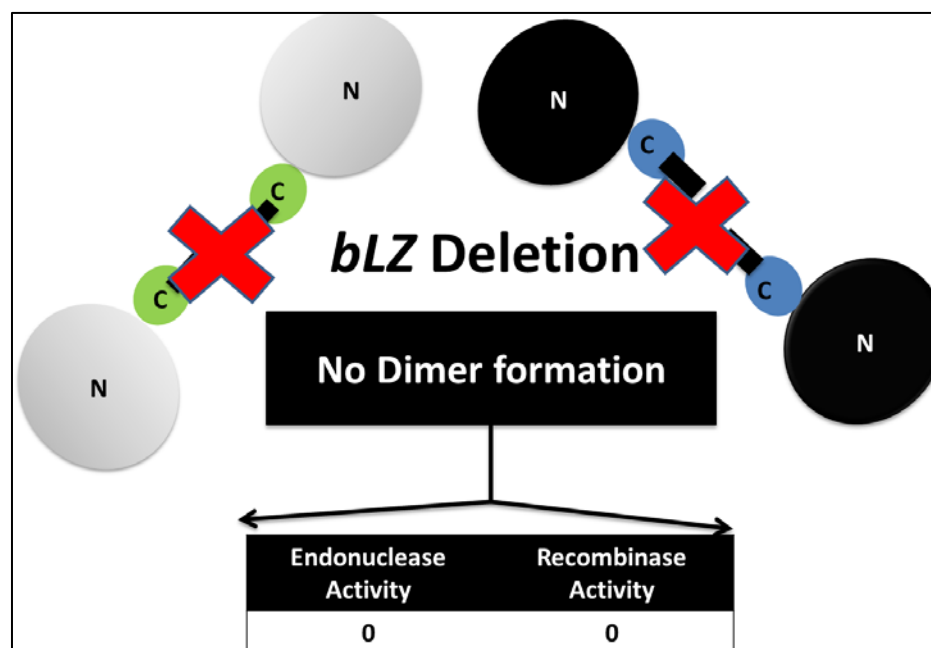 N
N
C
C
bLZ Deletion
C
C
N
N
No Dimer formation
Endonuclease Recombinase
Activity Activity
0 0